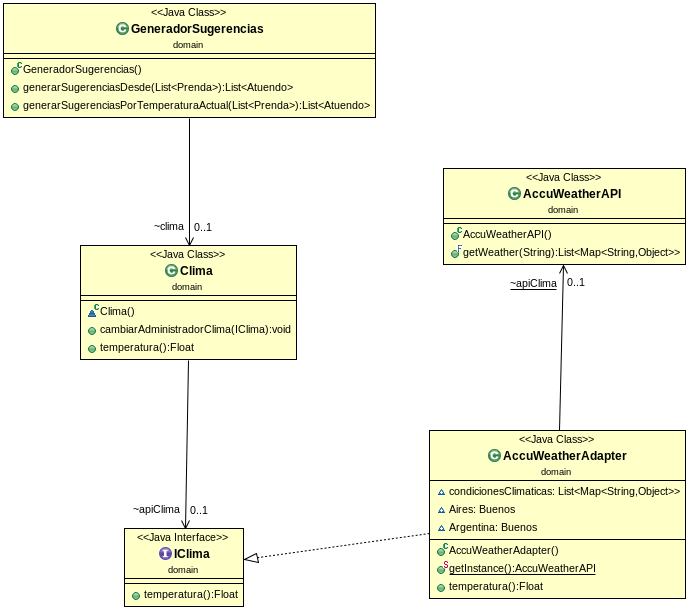 <<Java Class>>
GeneradorSugerencias
domain
GeneradorSugerencias()
generarSugerenciasDesde(List<Prenda>):List<Atuendo>
generarSugerenciasPorTemperaturaActual(List<Prenda>):List<Atuendo>
~clima 0..1
<<Java Class>>
Clima
domain
Clima()
cambiarAdministradorClima(IClima):void
temperatura():Float
<<Java Class>>
AccuWeatherAPI
domain
AccuWeatherAPI()
getWeather(String):List<Map<String,Object>>
~apiClima 0..1
<<Java Class>>
AccuWeatherAdapter
domain
condicionesClimaticas: List<Map<String,Object>>
Aires: Buenos
Argentina: Buenos
AccuWeatherAdapter()
getInstance():AccuWeatherAPI
temperatura():Float
~apiClima 0..1
<<Java Interface>>
IClima
domain
temperatura():Float